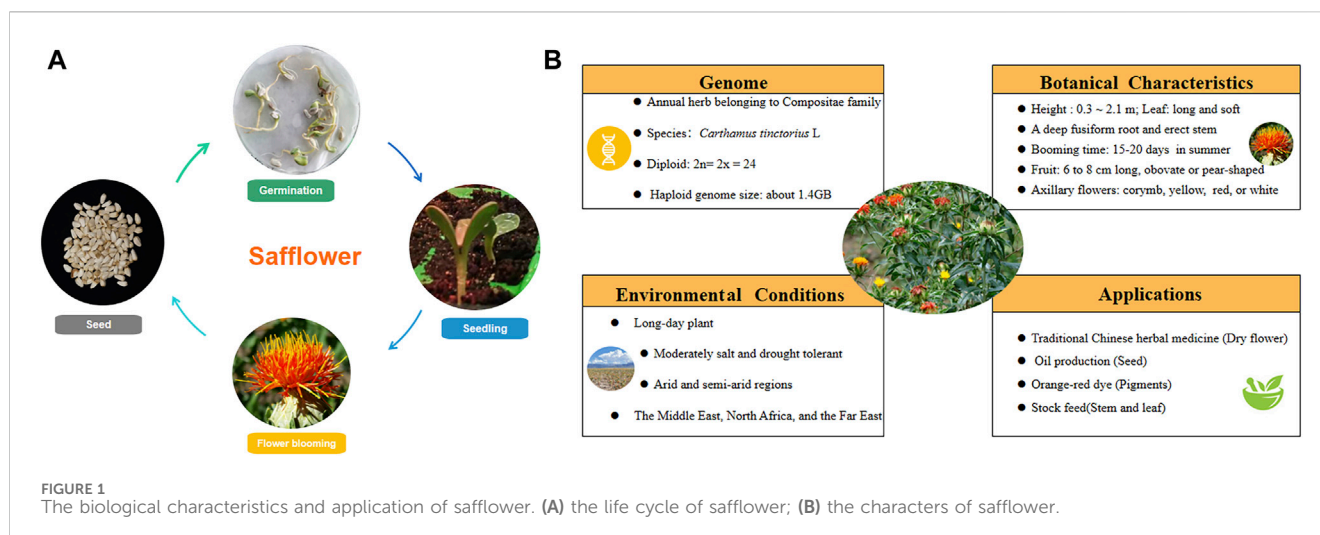 A
Germination
Safflower
Seed
Seedling
Flower blooming
B
Genome
● Annual herb belonging to Compositae family
● Species: Carthamus tinctorius L
● Diploid: 2n= 2x = 24
● Haploid genome size: about 1.4GB
Botanical Characteristics
● Height : 0.3 ~ 2.1 m; Leaf: long and soft
● A deep fusiform root and erect stem
● Booming time: 15-20 days in summer
● Fruit: 6 to 8 cm long, obovate or pear-shaped
● Axillary flowers: corymb, yellow, red, or white
Environmental Conditions
● Long-day plant
● Moderately salt and drought tolerant
● Arid and semi-arid regions
● The Middle East, North Africa, and the Far East
Applications
● Traditional Chinese herbal medicine (Dry flower)
● Oil production (Seed)
● Orange-red dye (Pigments)
● Stock feed(Stem and leaf)
FIGURE 1
The biological characteristics and application of safflower. (A) the life cycle of safflower; (B) the characters of safflower.